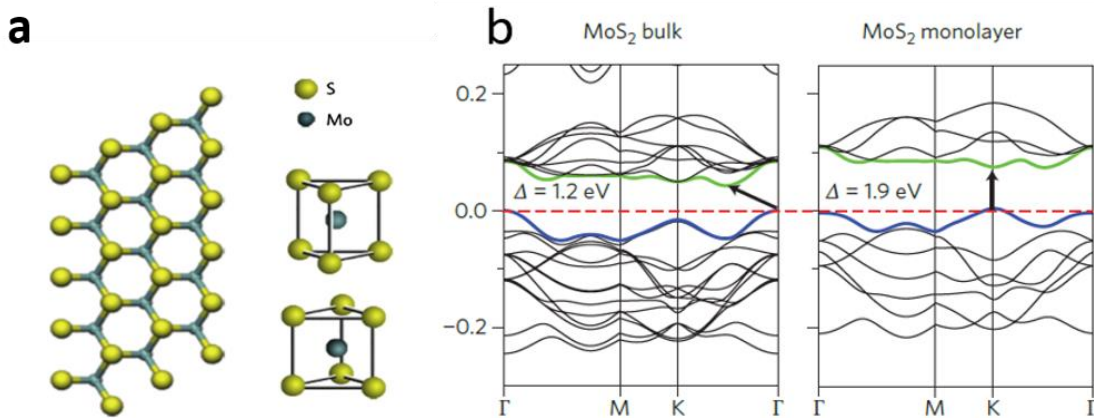 a
S
Mo
b
MoS₂ bulk
MoS₂ monolayer
0.2
0.0
−0.2
Δ = 1.2 eV
Δ = 1.9 eV
Γ M K Γ
Γ M K Γ